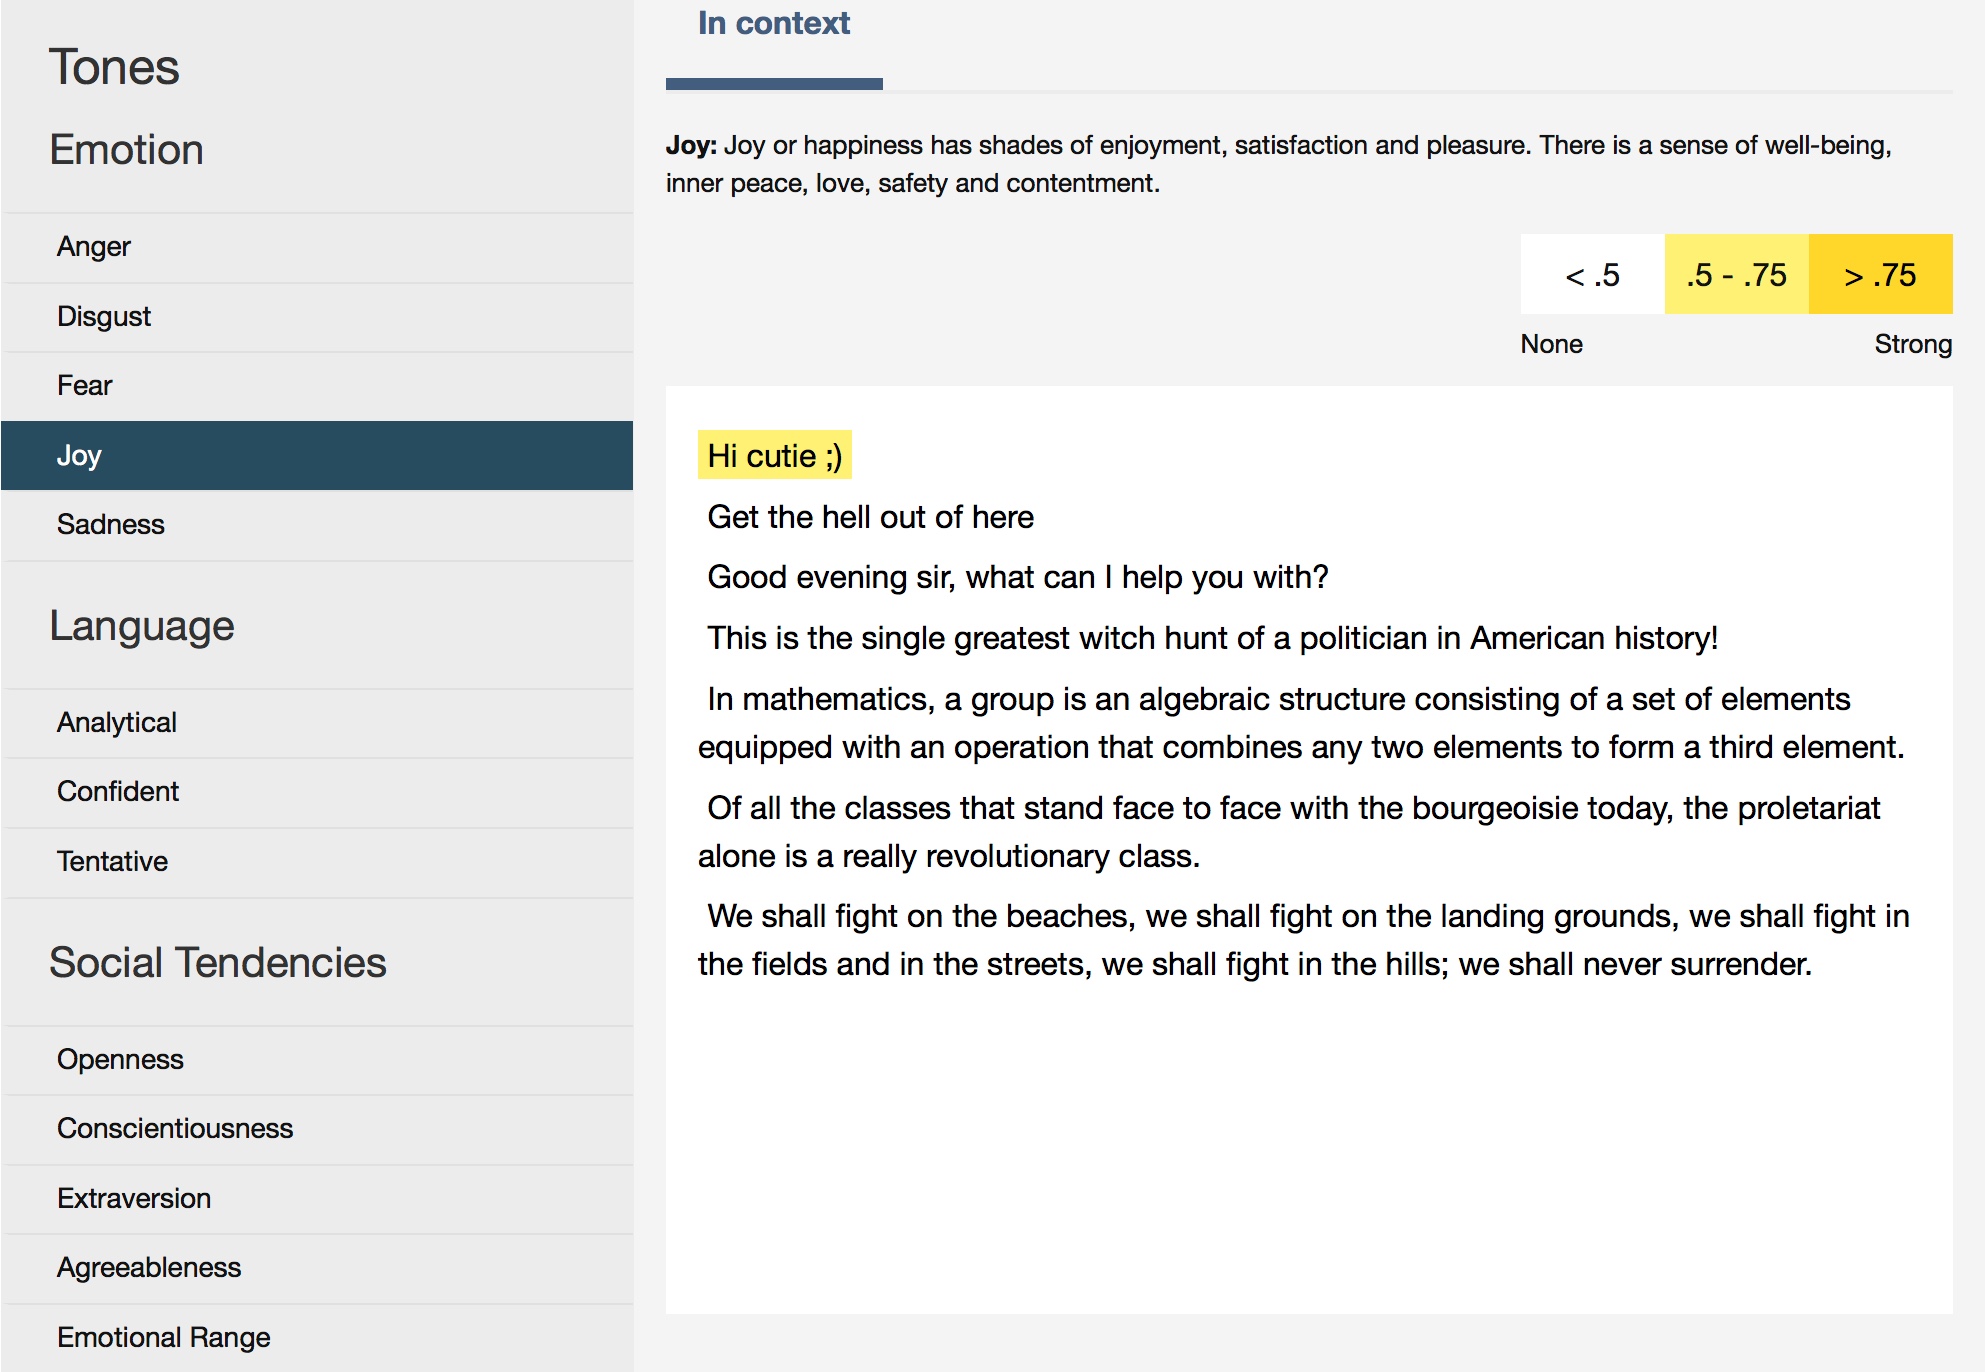 Tones
Emotion
Anger
Disgust
Fear
Joy
Sadness
Language
Analytical
Confident
Tentative
Social Tendencies
Openness
Conscientiousness
Extraversion
Agreeableness
Emotional Range
In context
Joy: Joy or happiness has shades of enjoyment, satisfaction and pleasure. There is a sense of well-being,
inner peace, love, safety and contentment.
< .5 .5 - .75 > .75
None Strong
Hi cutie ;)
Get the hell out of here
Good evening sir, what can I help you with?
This is the single greatest witch hunt of a politician in American history!
In mathematics, a group is an algebraic structure consisting of a set of elements
equipped with an operation that combines any two elements to form a third element.
Of all the classes that stand face to face with the bourgeoisie today, the proletariat
alone is a really revolutionary class.
We shall fight on the beaches, we shall fight on the landing grounds, we shall fight in
the fields and in the streets, we shall fight in the hills; we shall never surrender.